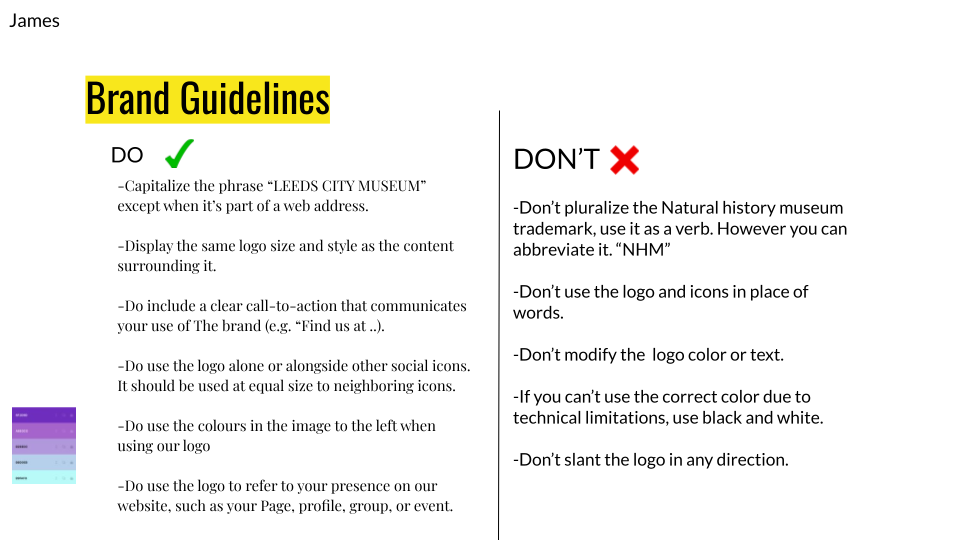 James
Brand Guidelines
DO
-Capitalize the phrase “LEEDS CITY MUSEUM”
except when it’s part of a web address.
-Display the same logo size and style as the content
surrounding it.
-Do include a clear call-to-action that communicates
your use of The brand (e.g. “Find us at ..).
-Do use the logo alone or alongside other social icons.
It should be used at equal size to neighboring icons.
-Do use the colours in the image to the left when
using our logo
-Do use the logo to refer to your presence on our
website, such as your Page, profile, group, or event.
DON’T
-Don’t pluralize the Natural history museum
trademark, use it as a verb. However you can
abbreviate it. “NHM”
-Don’t use the logo and icons in place of
words.
-Don’t modify the  logo color or text.
-If you can’t use the correct color due to
technical limitations, use black and white.
-Don’t slant the logo in any direction.